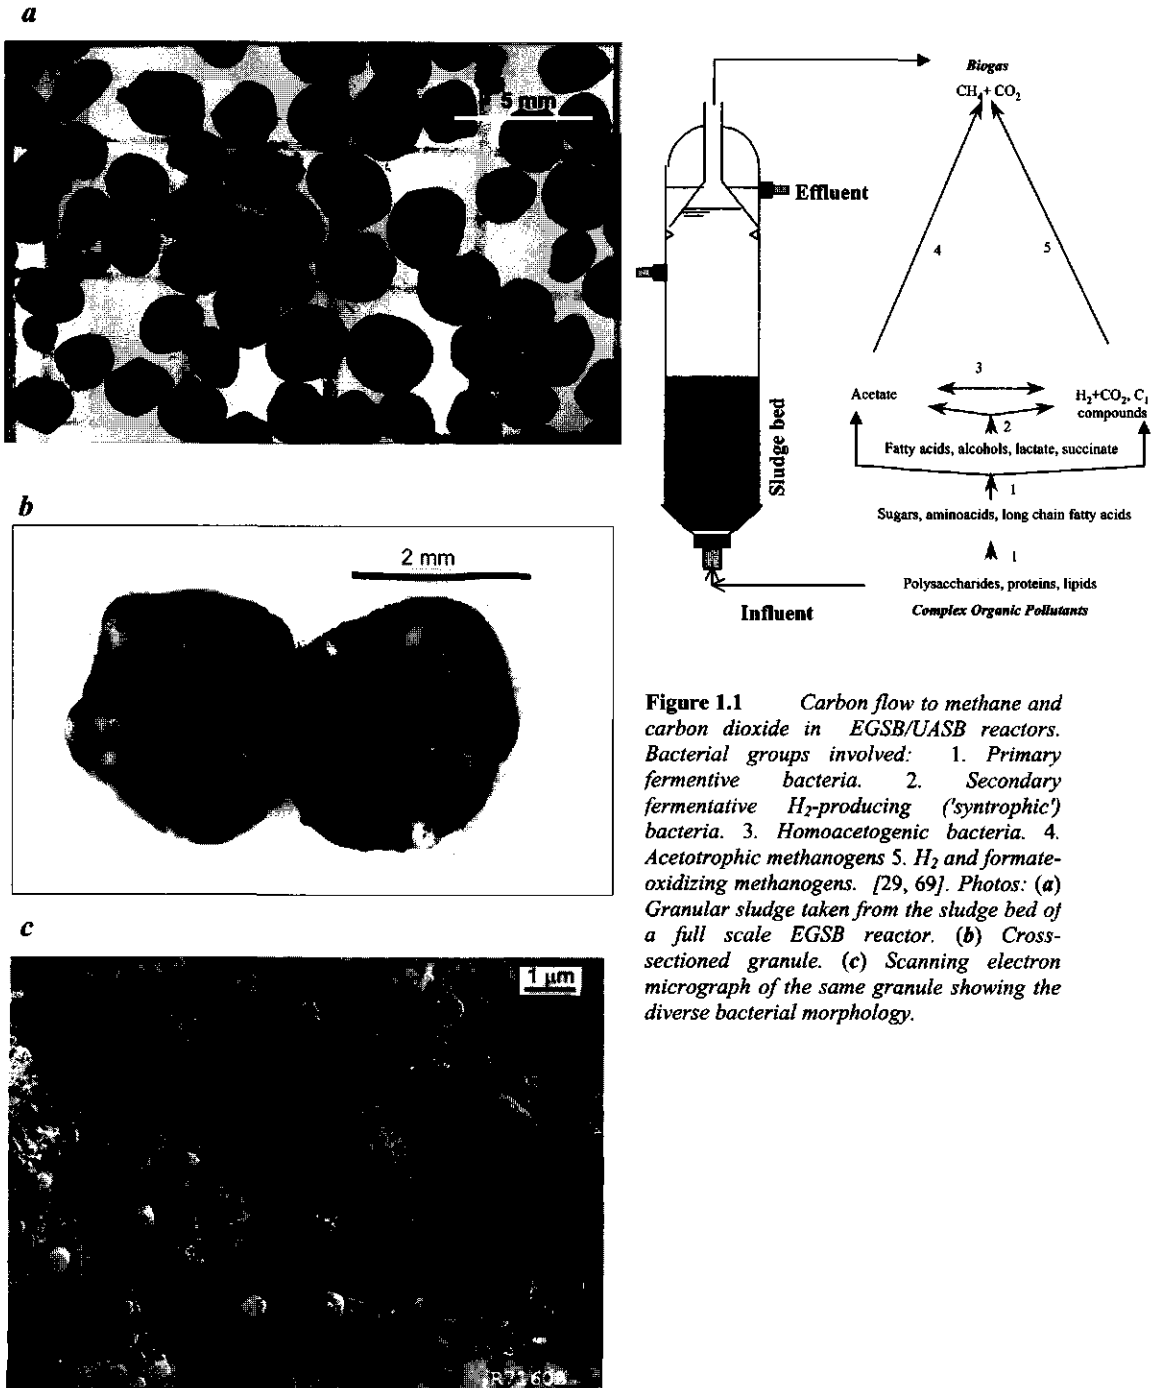 a
5 mm
b
2 mm
c
1 µm
R71600
Biogas
CH₄ + CO₂
Effluent
4
5
3
Acetate
H₂+CO₂, C₁
compounds
2
Fatty acids, alcohols, lactate, succinate
1
Sugars, aminoacids, long chain fatty acids
1
Polysaccharides, proteins, lipids
Complex Organic Pollutants
Sludge bed
Influent
Figure 1.1 Carbon flow to methane and
carbon dioxide in EGSB/UASB reactors.
Bacterial groups involved: 1. Primary
fermentive bacteria. 2. Secondary
fermentative H₂-producing ('syntrophic')
bacteria. 3. Homoacetogenic bacteria. 4.
Acetotrophic methanogens 5. H₂ and formate-
oxidizing methanogens. [29, 69]. Photos: (a)
Granular sludge taken from the sludge bed of
a full scale EGSB reactor. (b) Cross-
sectioned granule. (c) Scanning electron
micrograph of the same granule showing the
diverse bacterial morphology.